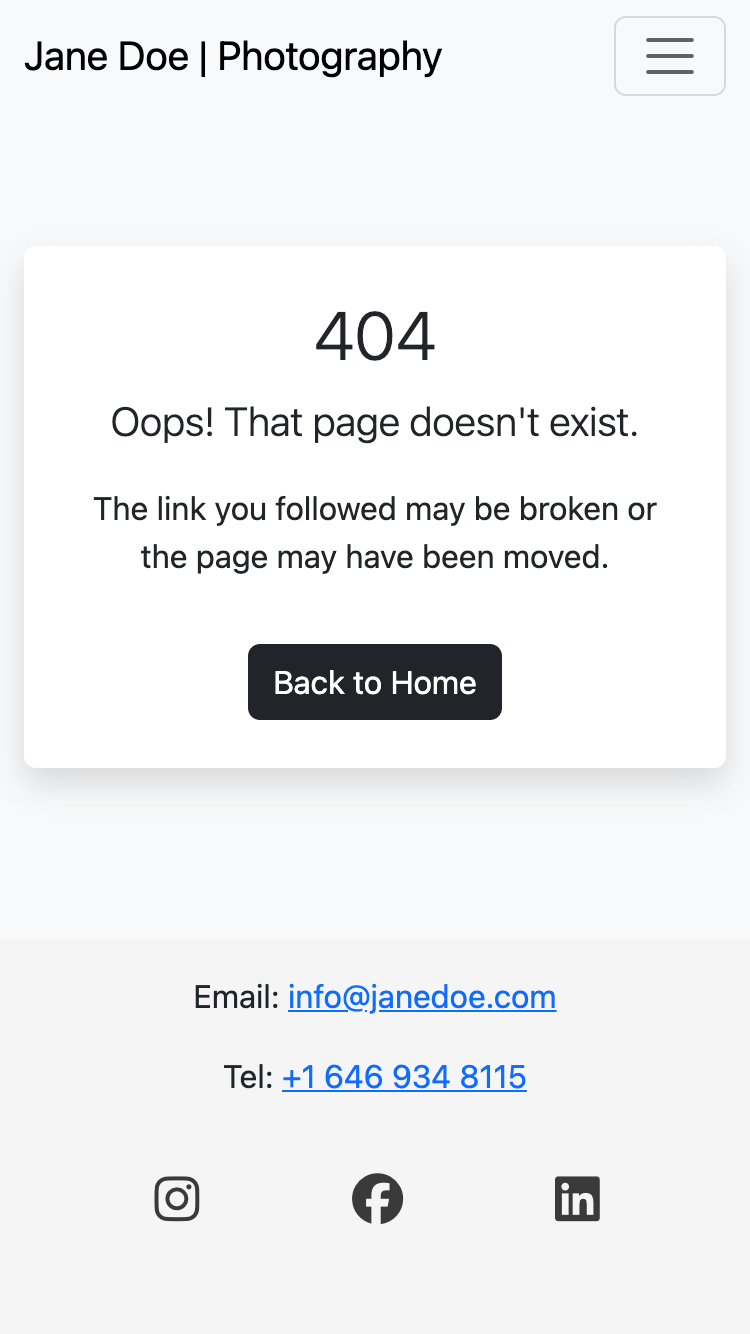 Jane Doe | Photography
404
Oops! That page doesn't exist.
The link you followed may be broken or
the page may have been moved.
Back to Home
Email: info@janedoe.com
Tel: +1 646 934 8115